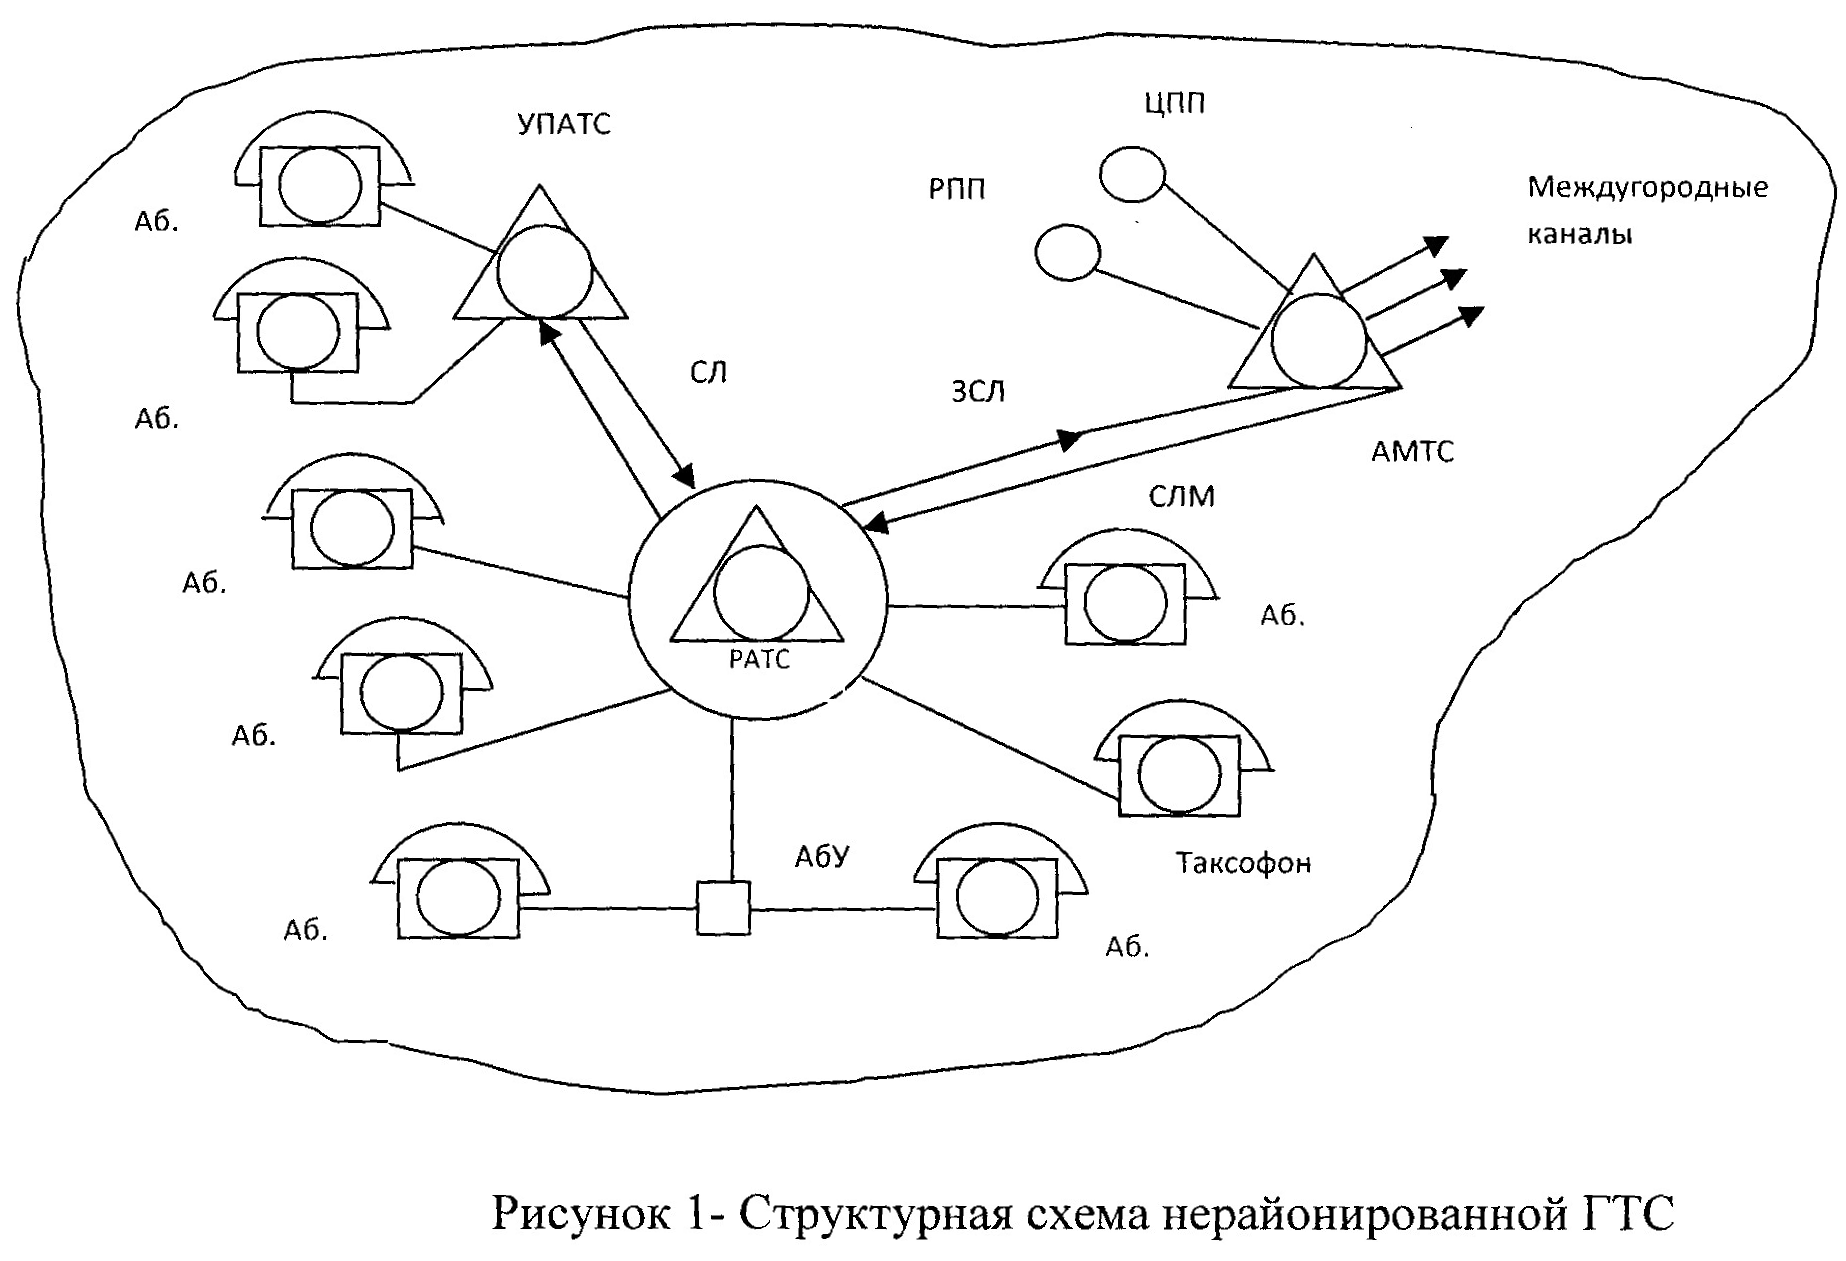 ЦПП
УПАТС
РПП
Междугородные
каналы
Аб.
СЛ
ЗСЛ
Аб.
АМТС
СЛМ
Аб.
Аб.
РАТС
Аб.
АбУ
Таксофон
Аб.
Аб.
Рисунок 1- Структурная схема нерайонированной ГТС